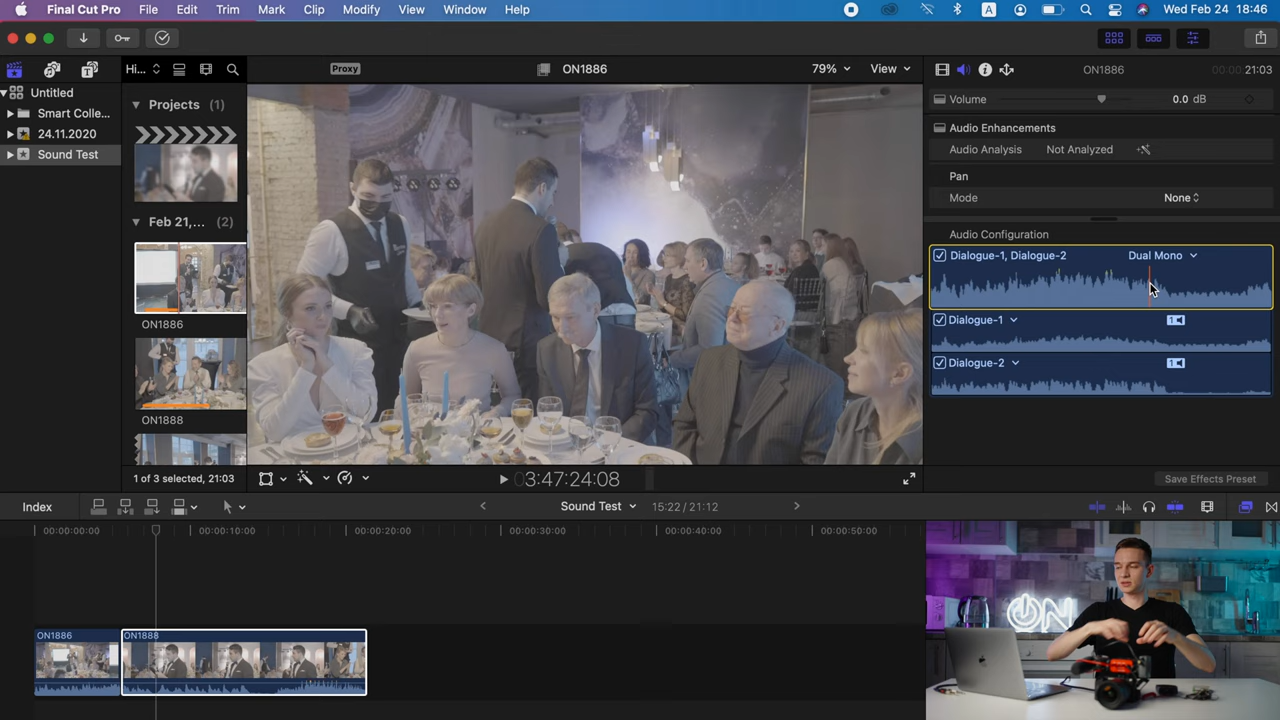 Final Cut Pro File Edit Trim Mark Clip Modify View Window Help A Wed Feb 24 18:46
Hi... Proxy ON1886 79% View ON1886 00:00:21:03
Untitled
Smart Colle...
24.11.2020
Sound Test
Projects (1)
Feb 21,... (2)
ON1886
ON1888
1 of 3 selected, 21:03
3:47:24:08
Volume 0.0 dB
Audio Enhancements
Audio Analysis Not Analyzed
Pan
Mode None
Audio Configuration
Dialogue-1, Dialogue-2 Dual Mono
Dialogue-1 1
Dialogue-2 1
Save Effects Preset
Index Sound Test 15:22 / 21:12
00:00:00:00 00:00:10:00 00:00:20:00 00:00:30:00 00:00:40:00 00:00:50:00
ON1886 ON1888
ON